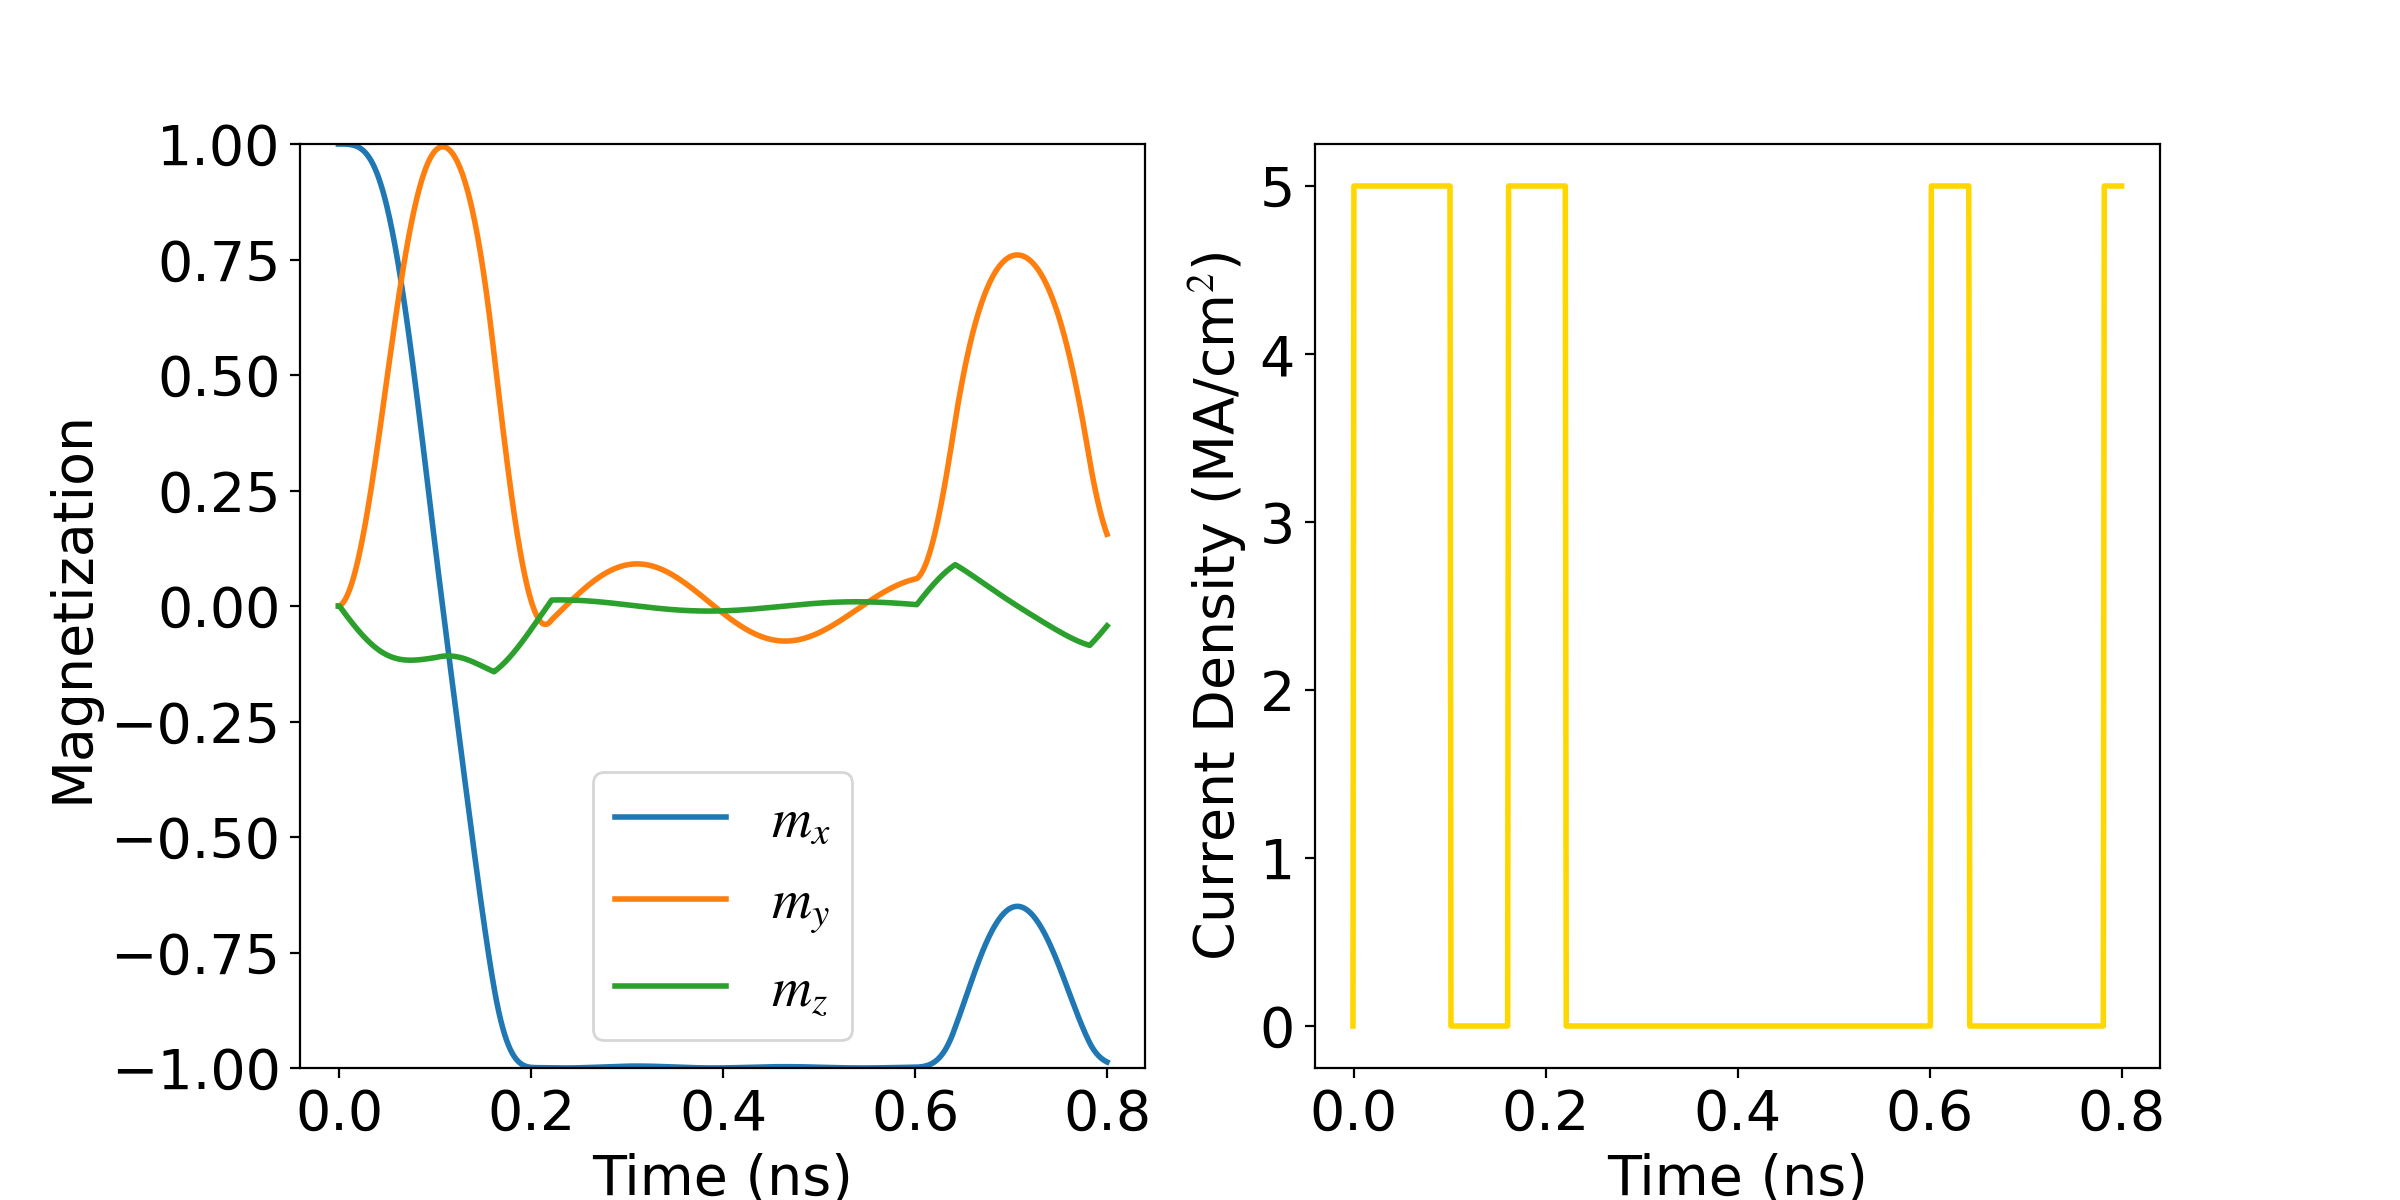 1.00
0.75
0.50
0.25
0.00
−0.25
−0.50
−0.75
−1.00
Magnetization
m_x
m_y
m_z
0.0 0.2 0.4 0.6 0.8
Time (ns)
5
4
3
2
1
0
Current Density (MA/cm²)
0.0 0.2 0.4 0.6 0.8
Time (ns)